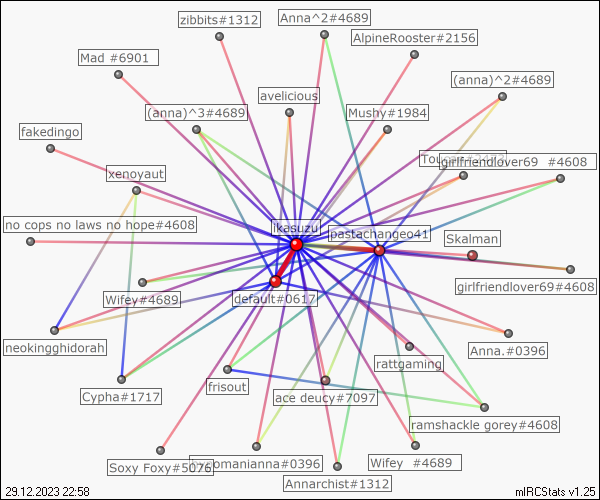 zibbits#1312
Anna^2#4689
AlpineRooster#2156
Mad #6901
(anna)^2#4689
avelicious
(anna)^3#4689
Mushy#1984
fakedingo
girlfriendlover69 #4608
xenoyaut
no cops no laws no hope#4608
ikasuzu
pastachangeo41
Skalman
girlfriendlover69#4608
Wifey#4689
default#0617
neokingghidorah
Anna.#0396
rattgaming
frisout
Cypha#1717
ace deucy#7097
ramshackle gorey#4608
Soxy Foxy#5076
#0396
Wifey #4689
Annarchist#1312
29.12.2023 22:58
mIRCStats v1.25